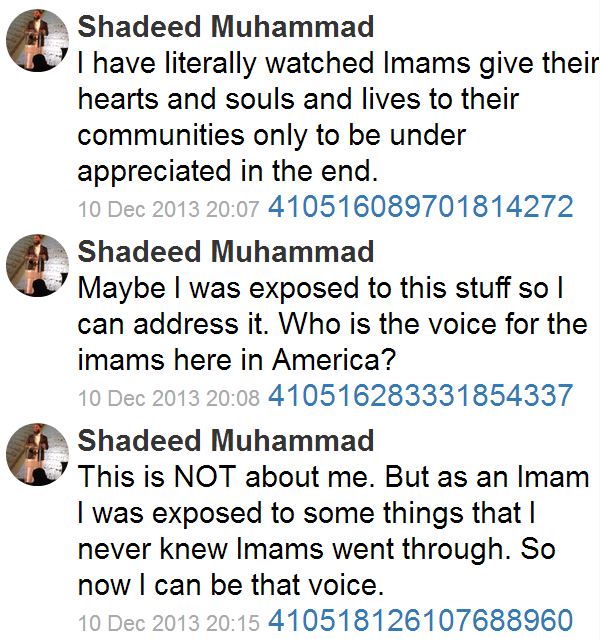 Shadeed Muhammad
I have literally watched Imams give their
hearts and souls and lives to their
communities only to be under
appreciated in the end.
10 Dec 2013 20:07 410516089701814272
Shadeed Muhammad
Maybe I was exposed to this stuff so I
can address it. Who is the voice for the
imams here in America?
10 Dec 2013 20:08 410516283331854337
Shadeed Muhammad
This is NOT about me. But as an Imam
I was exposed to some things that I
never knew Imams went through. So
now I can be that voice.
10 Dec 2013 20:15 410518126107688960